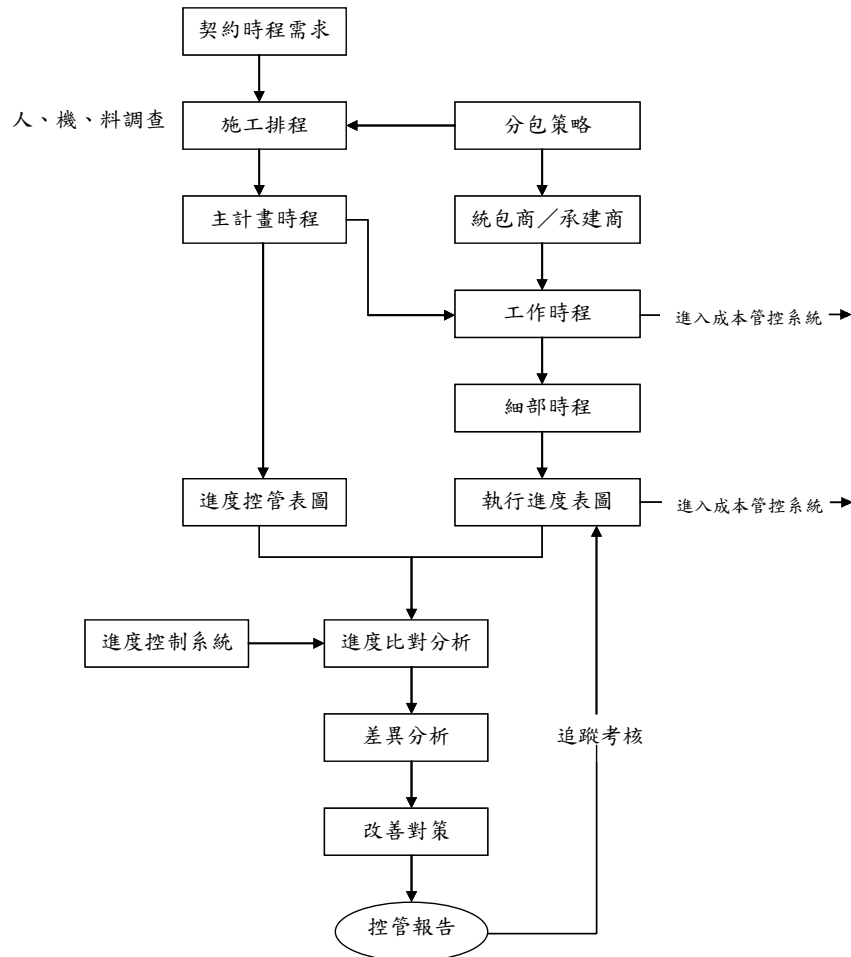 契約時程需求
人、機、料調查
施工排程
分包策略
主計畫時程
統包商／承建商
工作時程
進入成本管控系統
細部時程
進度控管表圖
執行進度表圖
進入成本管控系統
進度控制系統
進度比對分析
差異分析
追蹤考核
改善對策
控管報告